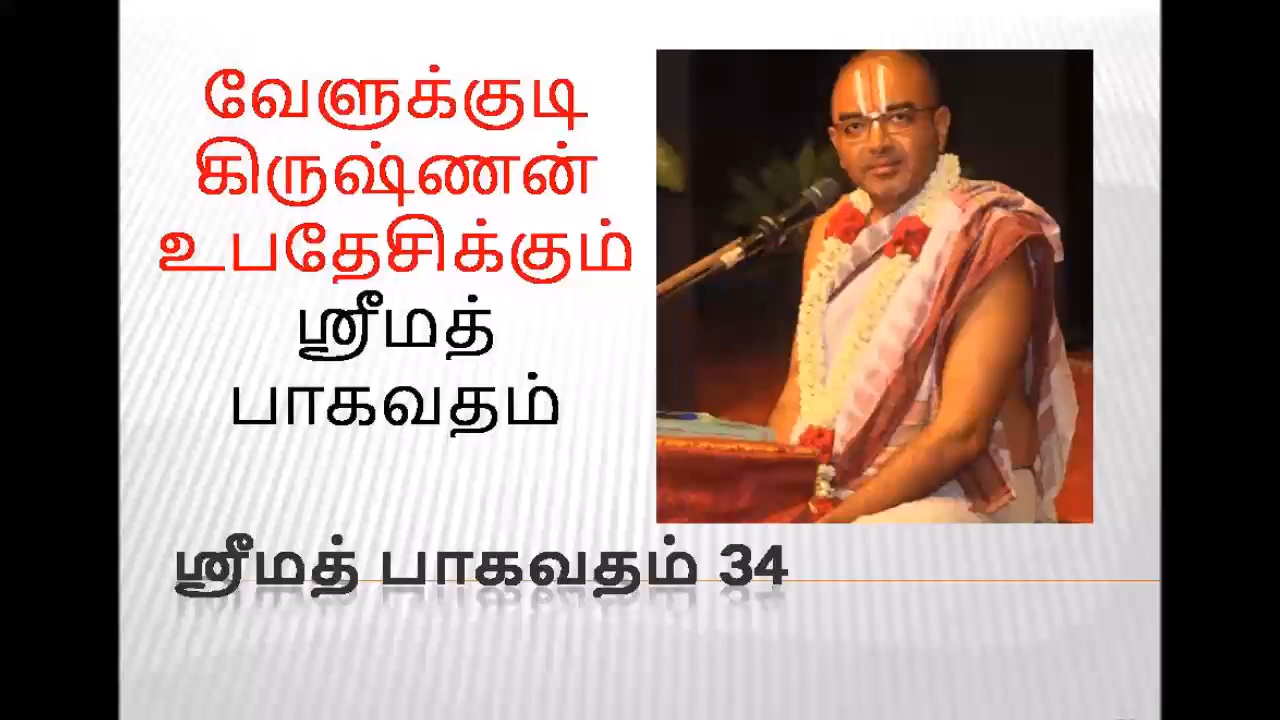 வேளுக்குடி
கிருஷ்ணன்
உபதேசிக்கும்
ஸ்ரீமத்
பாகவதம்
ஸ்ரீமத் பாகவதம் 34